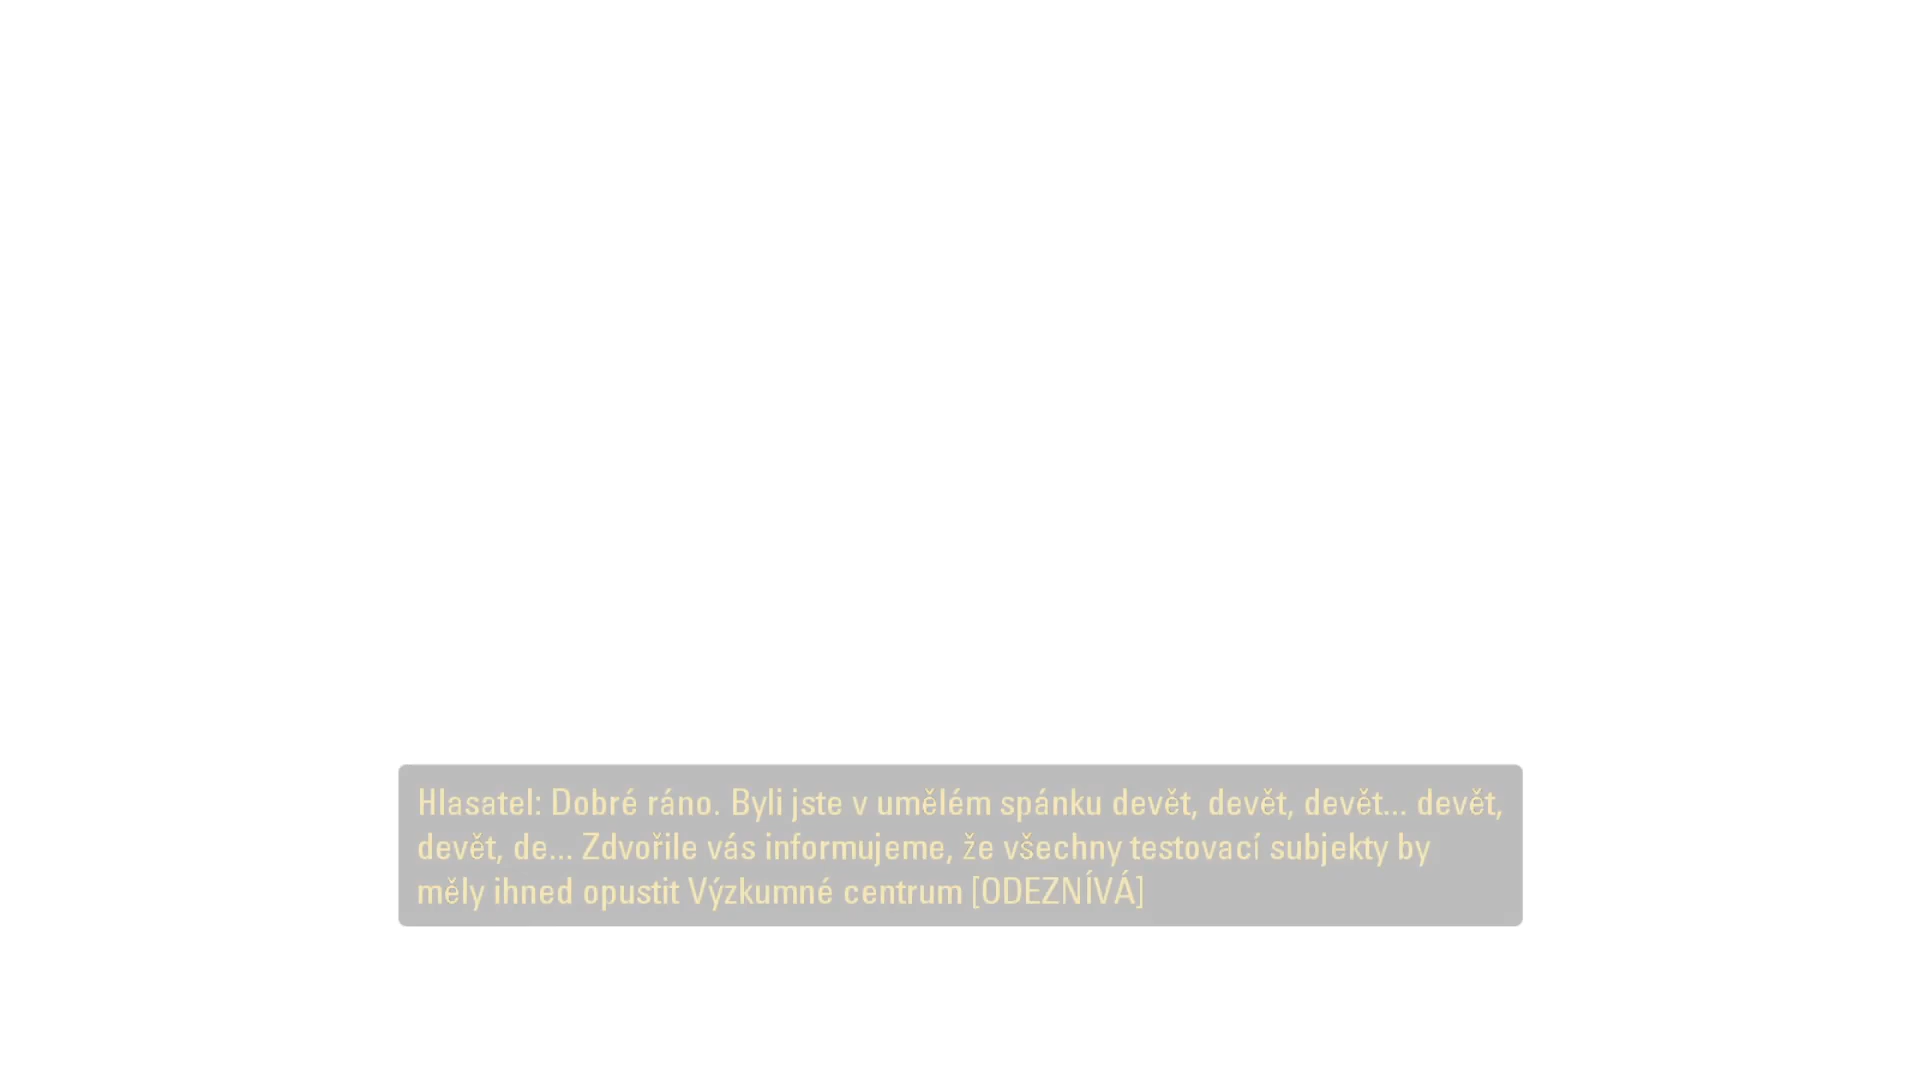 Hlasatel: Dobré ráno. Byli jste v umělém spánku devět, devět, devět... devět,
devět, de... Zdvořile vás informujeme, že všechny testovací subjekty by
měly ihned opustit Výzkumné centrum [ODEZNÍVÁ]